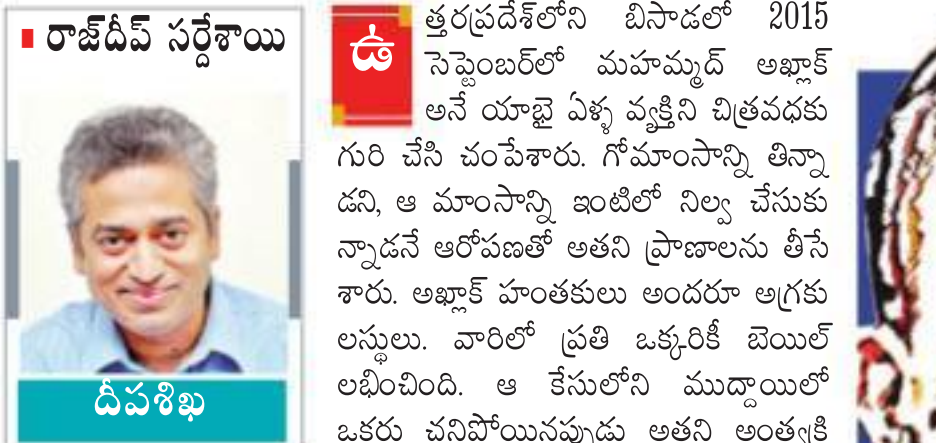 రాజ్‌దీప్ సర్దేశాయి
దీపశిఖ
ఉత్తరప్రదేశ్‌లోని బిసాడలో 2015
సెప్టెంబర్‌లో మహమ్మద్ అఖ్లాక్
అనే యాభై ఏళ్ళ వ్యక్తిని చిత్రవధకు
గురి చేసి చంపేశారు. గోమాంసాన్ని తిన్నా
డని, ఆ మాంసాన్ని ఇంటిలో నిల్వ చేసుకు
న్నాడనే ఆరోపణతో అతని ప్రాణాలను తీసే
శారు. అఖ్లాక్ హంతకులు అందరూ అగ్రకు
లస్థులు. వారిలో ప్రతి ఒక్కరికీ బెయిల్
లభించింది. ఆ కేసులోని ముద్దాయిలో
ఒకరు చనిపోయినప్పుడు అతని అంత్యక్రి